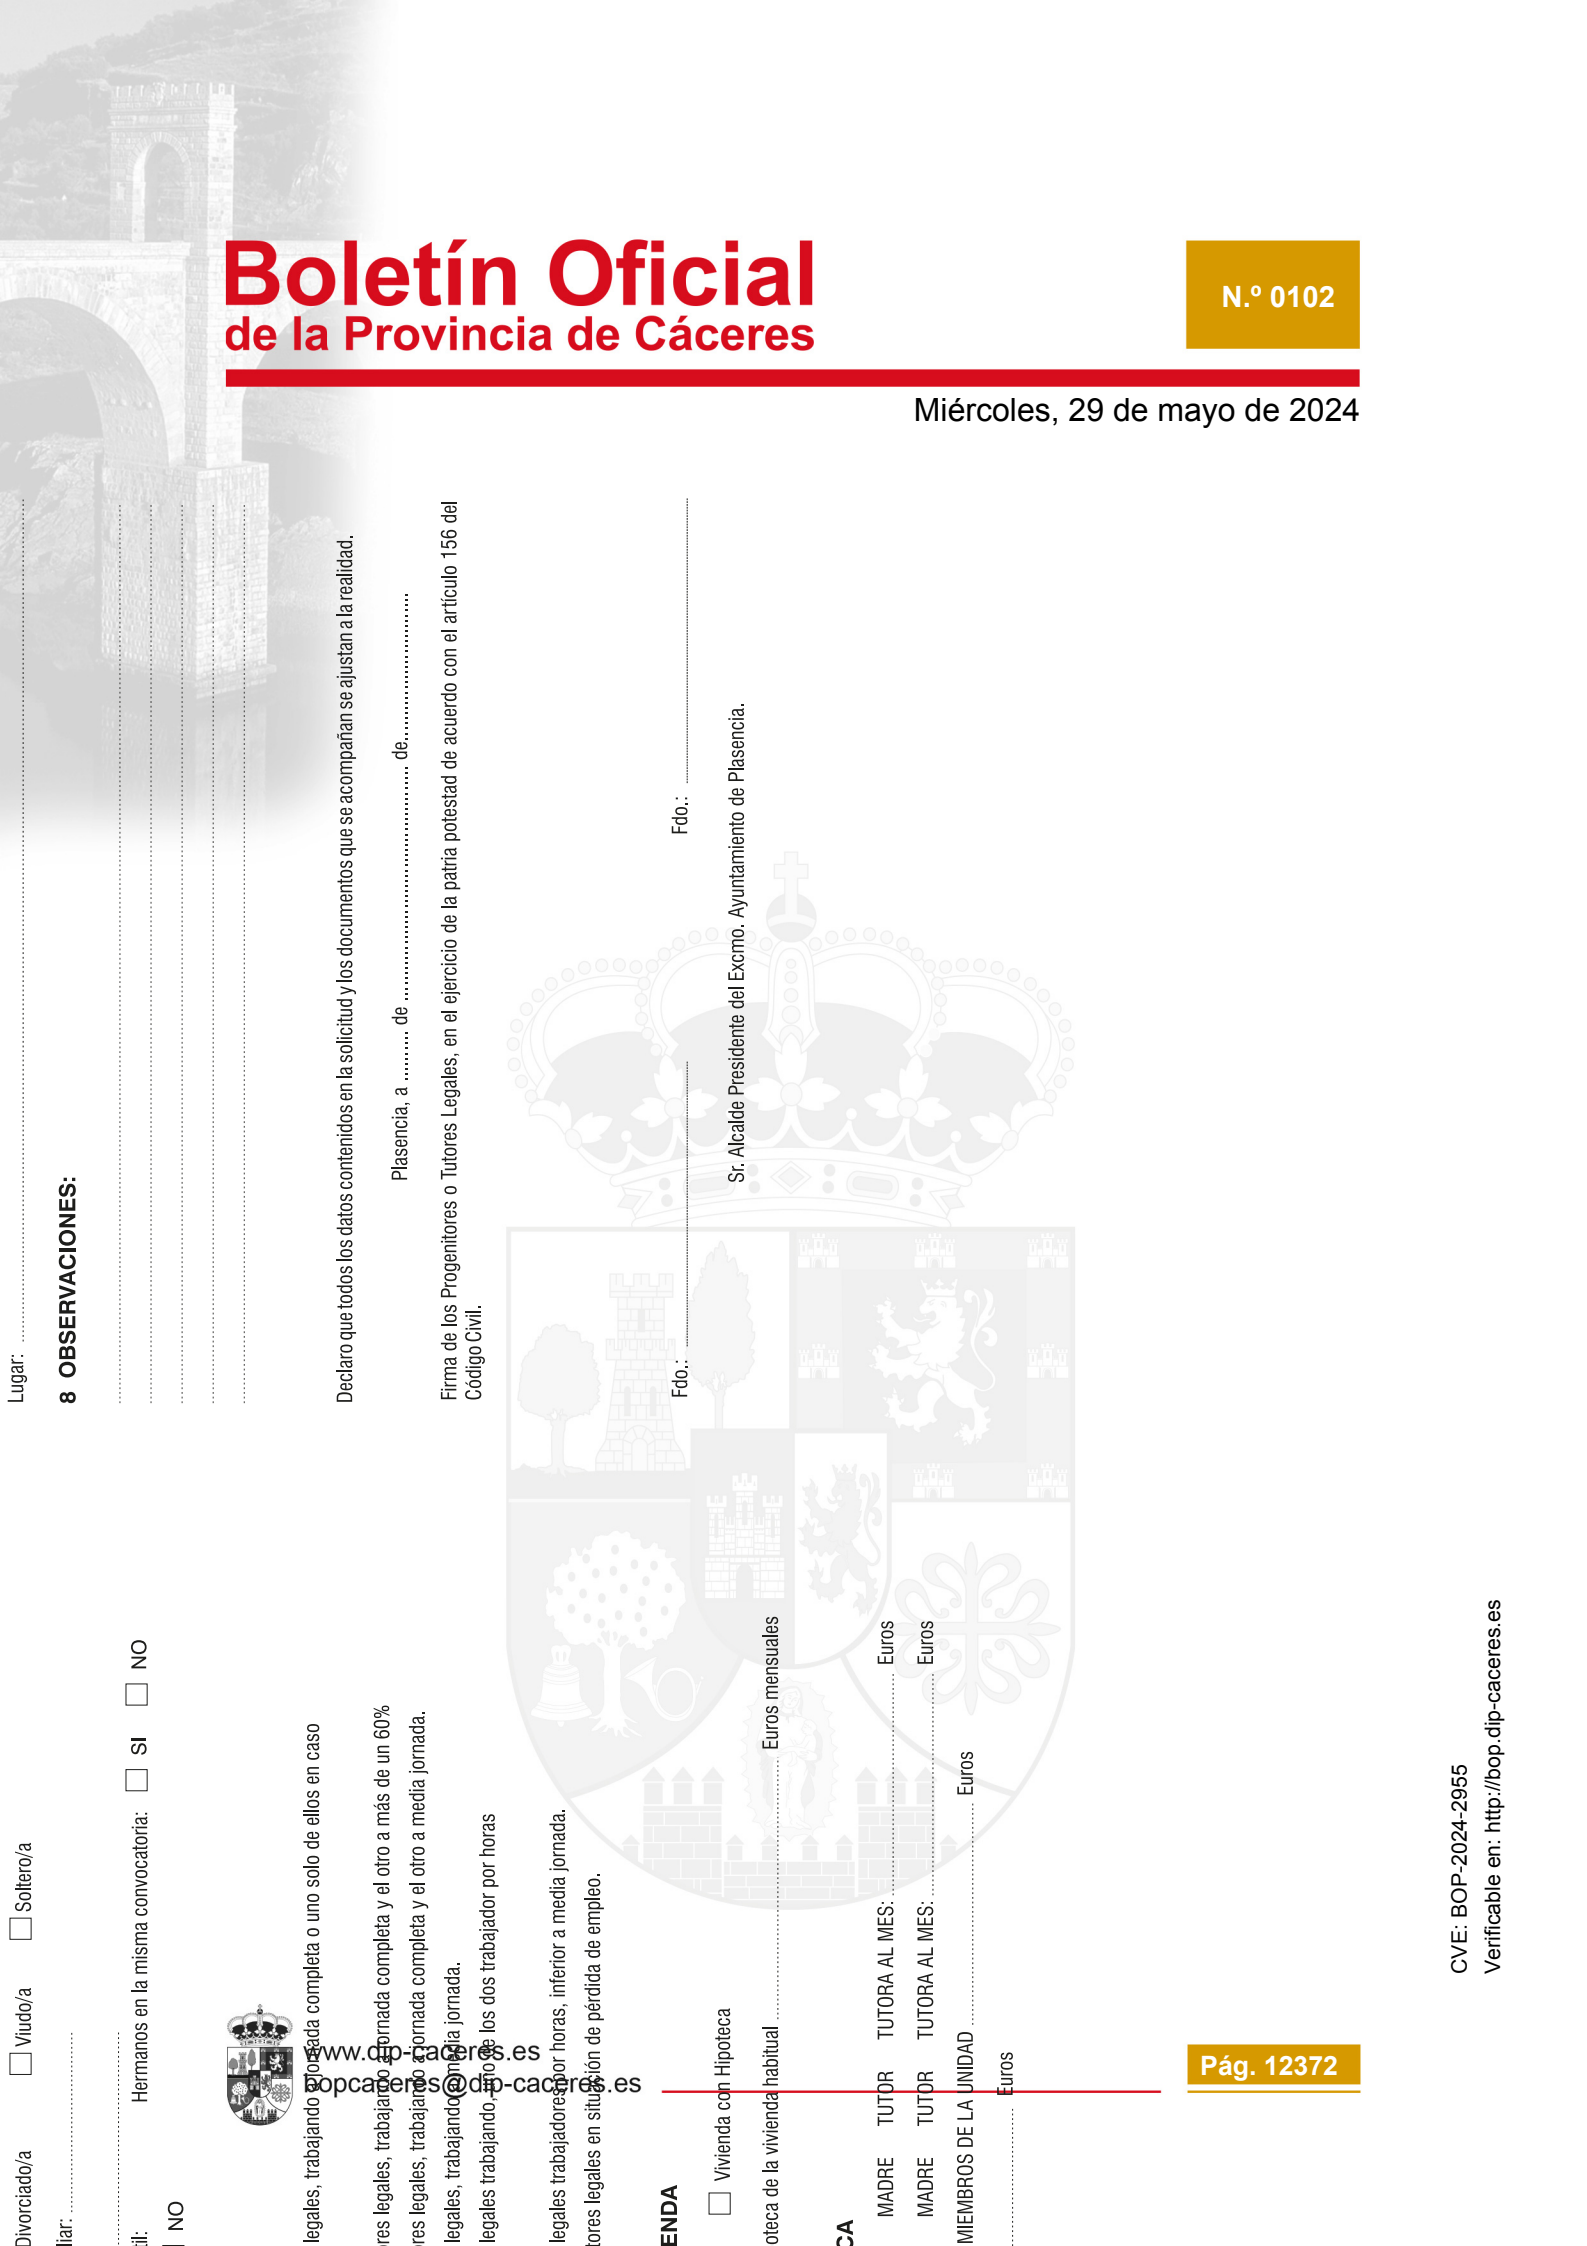 Boletín Oficial
de la Provincia de Cáceres
N.º 0102
Miércoles, 29 de mayo de 2024
Lugar:
8 OBSERVACIONES:
Declaro que todos los datos contenidos en la solicitud y los documentos que se acompañan se ajustan a la realidad.
Plasencia, a de de
Firma de los Progenitores o Tutores Legales, en el ejercicio de la patria potestad de acuerdo con el artículo 156 del
Código Civil.
Fdo.: Fdo.:
Sr. Alcalde Presidente del Excmo. Ayuntamiento de Plasencia.
Divorciado/a Viudo/a Soltero/a
liar:
til: Hermanos en la misma convocatoria: SI NO
NO
legales, trabajando a jornada completa o uno solo de ellos en caso
res legales, trabajando a jornada completa y el otro a más de un 60%
res legales, trabajando a jornada completa y el otro a media jornada.
legales, trabajando a media jornada.
legales trabajando, uno de los dos trabajador por horas
legales trabajadores por horas, inferior a media jornada.
tores legales en situación de pérdida de empleo.
ENDA
Vivienda con Hipoteca
oteca de la vivienda habitual Euros mensuales
CA
MADRE TUTOR TUTORA AL MES: Euros
MADRE TUTOR TUTORA AL MES: Euros
MIEMBROS DE LA UNIDAD Euros
Euros
CVE: BOP-2024-2955
Verificable en: http://bop.dip-caceres.es
www.dip-caceres.es
bopcaceres@dip-caceres.es
Pág. 12372